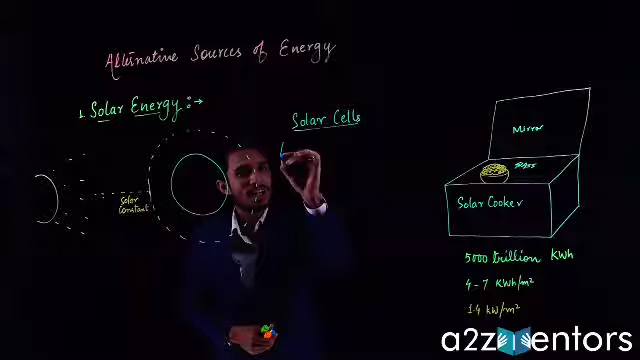 Alternative Sources of Energy
1. Solar Energy :→
Solar Cells
Solar
Constant
Mirror
glass
Solar Cooker
5000 trillion KWh
4-7 KWh/m²
1.4 KW/m²
a2zmentors